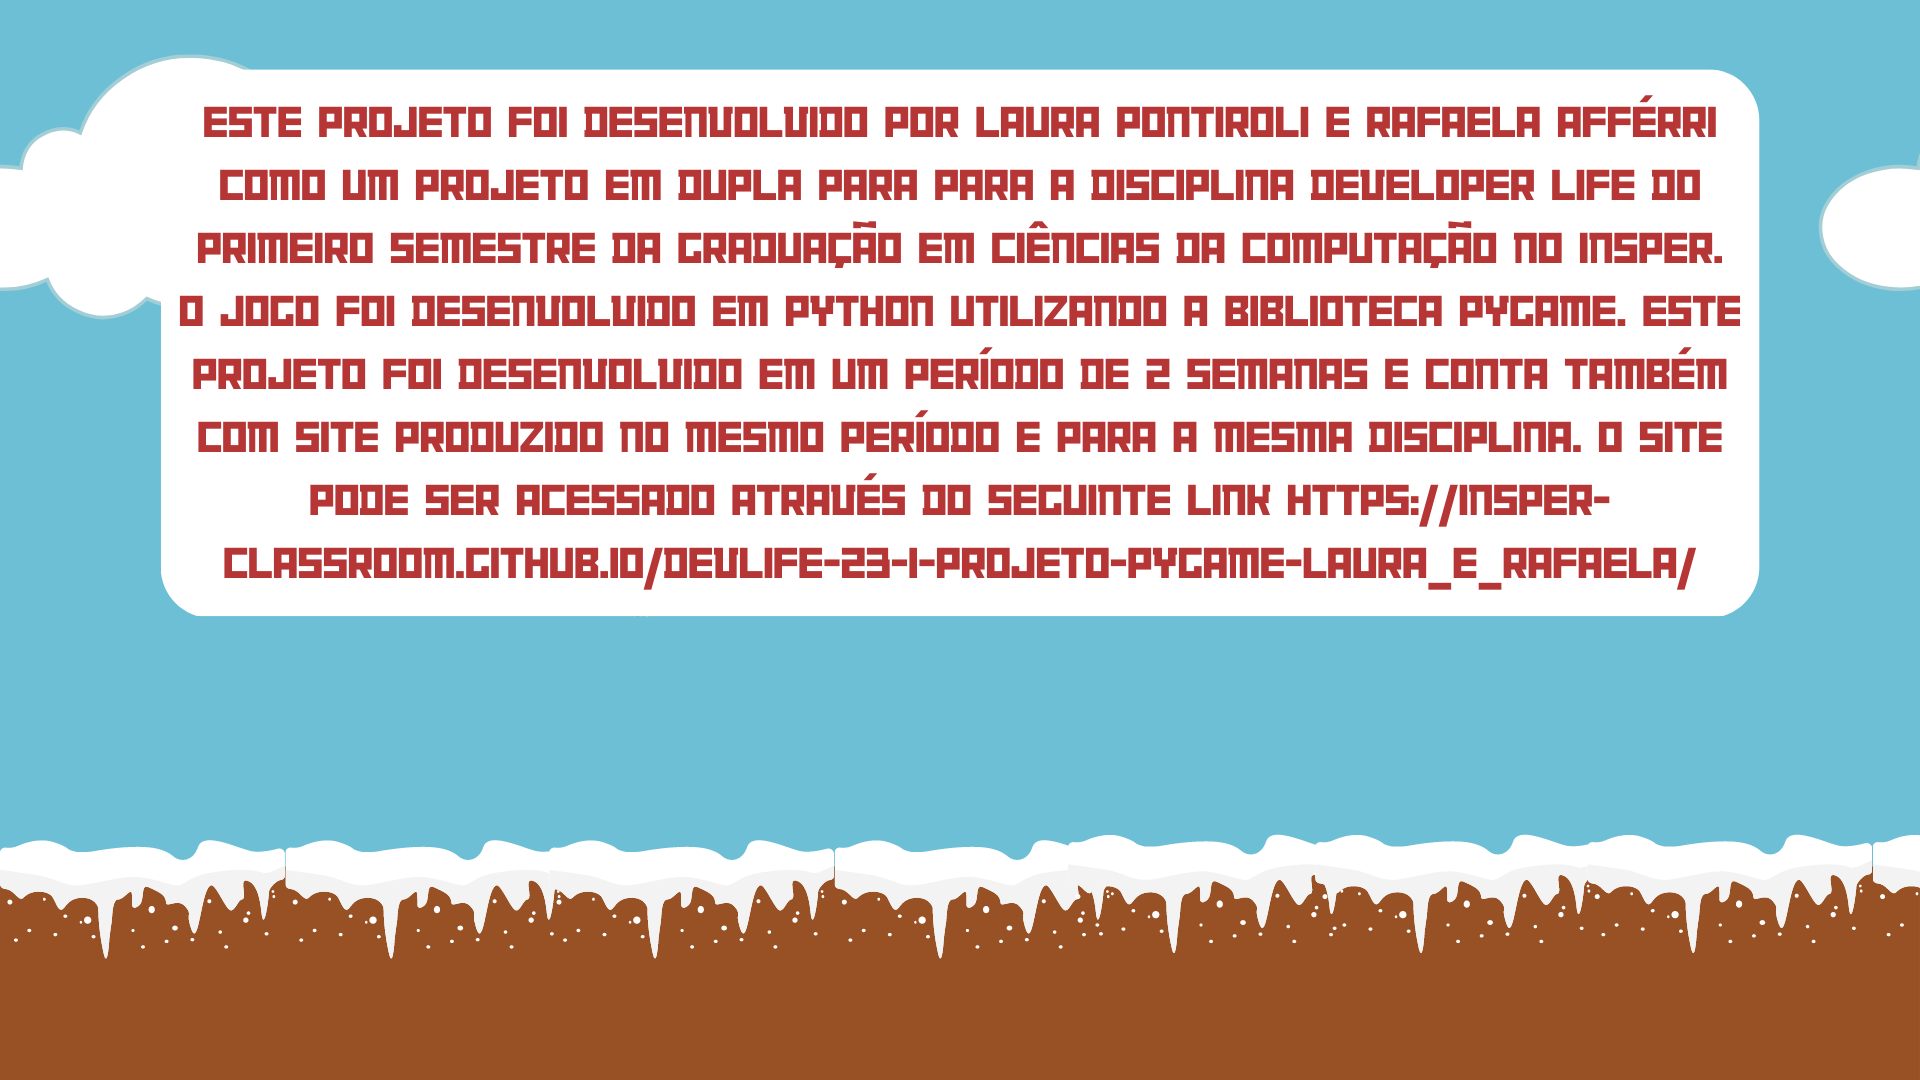 ESTE PROJETO FOI DESENVOLVIDO POR LAURA PONTIROLI E RAFAELA AFFÉRRI
COMO UM PROJETO EM DUPLA PARA PARA A DISCIPLINA DEVELOPER LIFE DO
PRIMEIRO SEMESTRE DA GRADUAÇÃO EM CIÊNCIAS DA COMPUTAÇÃO NO INSPER.
O JOGO FOI DESENVOLVIDO EM PYTHON UTILIZANDO A BIBLIOTECA PYGAME. ESTE
PROJETO FOI DESENVOLVIDO EM UM PERÍODO DE 2 SEMANAS E CONTA TAMBÉM
COM SITE PRODUZIDO NO MESMO PERÍODO E PARA A MESMA DISCIPLINA. O SITE
PODE SER ACESSADO ATRAVÉS DO SEGUINTE LINK HTTPS://INSPER-
CLASSROOM.GITHUB.IO/DEVLIFE-23-1-PROJETO-PYGAME-LAURA_E_RAFAELA/